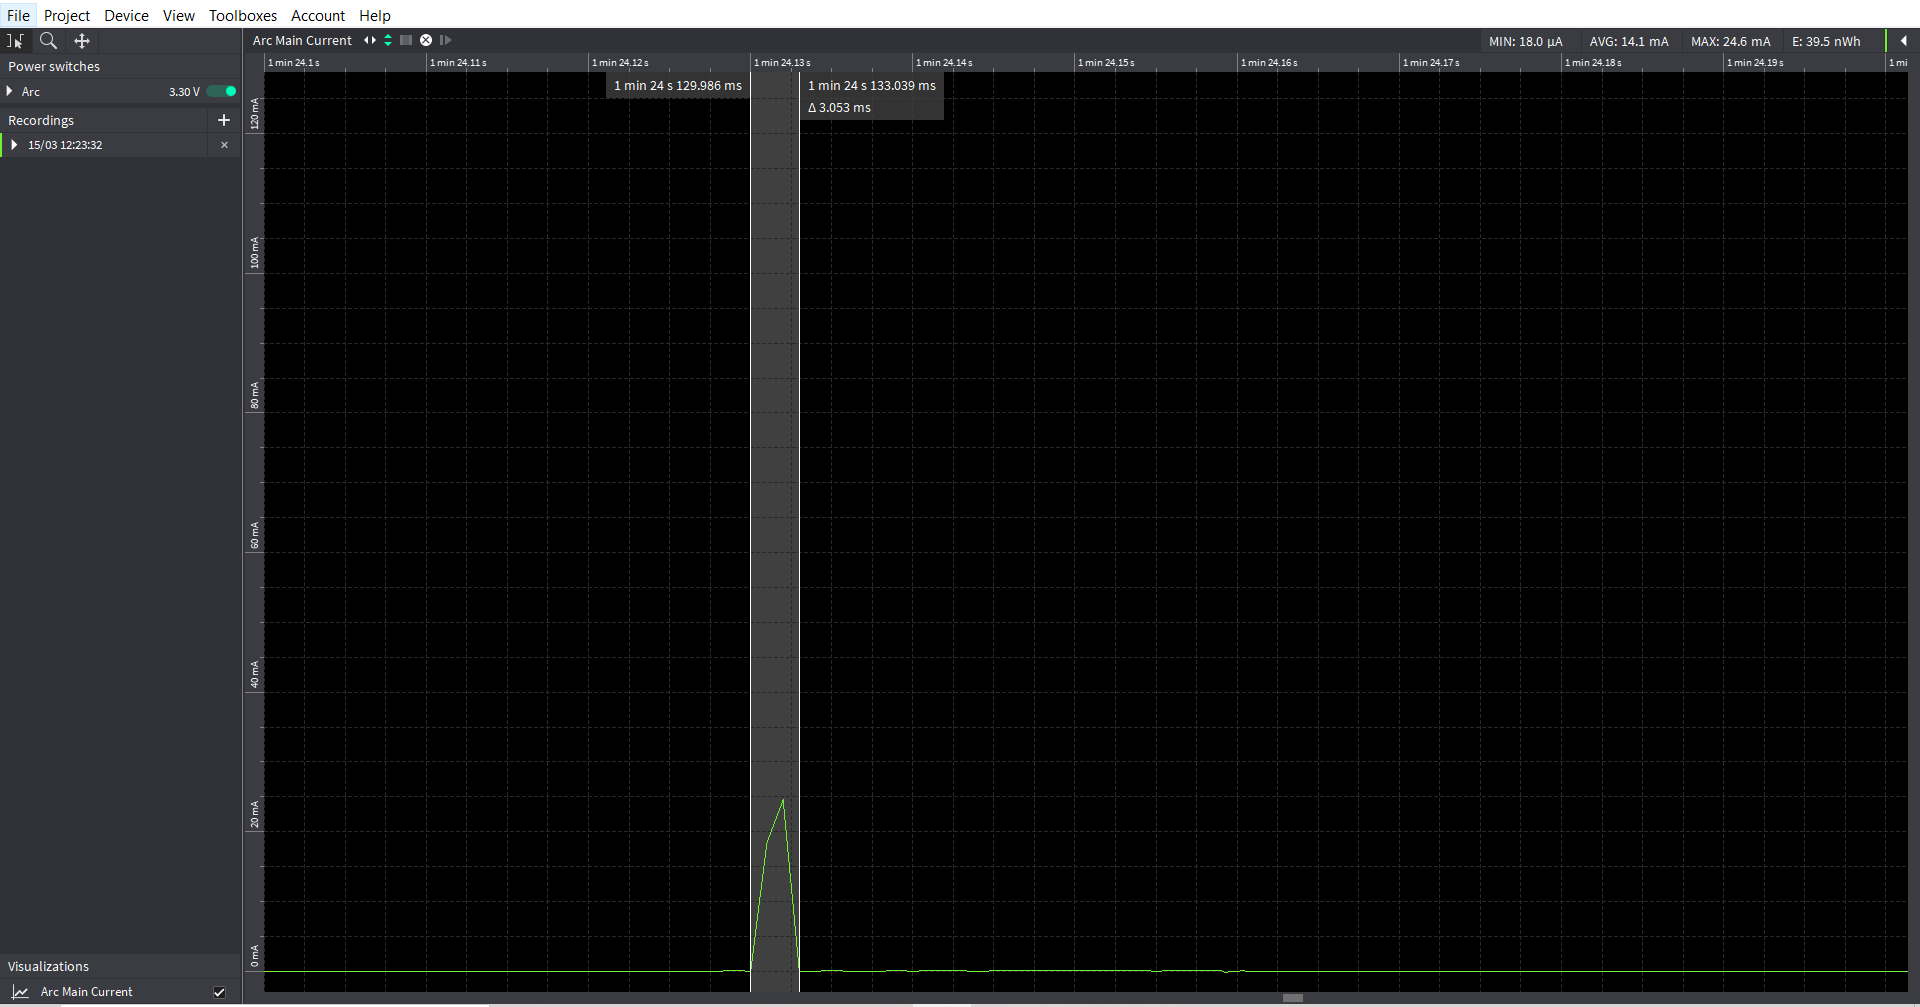 File Project Device View Toolboxes Account Help
Arc Main Current
MIN: 18.0 µA AVG: 14.1 mA MAX: 24.6 mA E: 39.5 nWh
Power switches
Arc 3.30 V
Recordings +
15/03 12:23:32 ×
1 min 24.1 s 1 min 24.11 s 1 min 24.12 s 1 min 24.13 s 1 min 24.14 s 1 min 24.15 s 1 min 24.16 s 1 min 24.17 s 1 min 24.18 s 1 min 24.19 s 1 mi
1 min 24 s 129.986 ms
1 min 24 s 133.039 ms
Δ 3.053 ms
120 mA
100 mA
80 mA
60 mA
40 mA
20 mA
0 mA
Visualizations
Arc Main Current